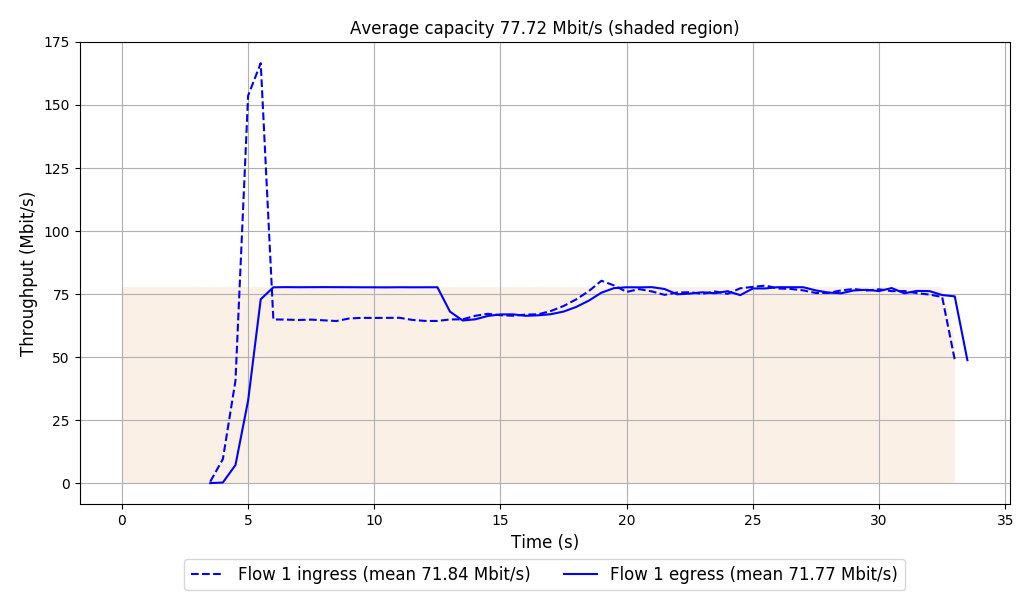 Average capacity 77.72 Mbit/s (shaded region)
175
150
125
100
75
50
25
0
Throughput (Mbit/s)
0 5 10 15 20 25 30 35
Time (s)
Flow 1 ingress (mean 71.84 Mbit/s) Flow 1 egress (mean 71.77 Mbit/s)